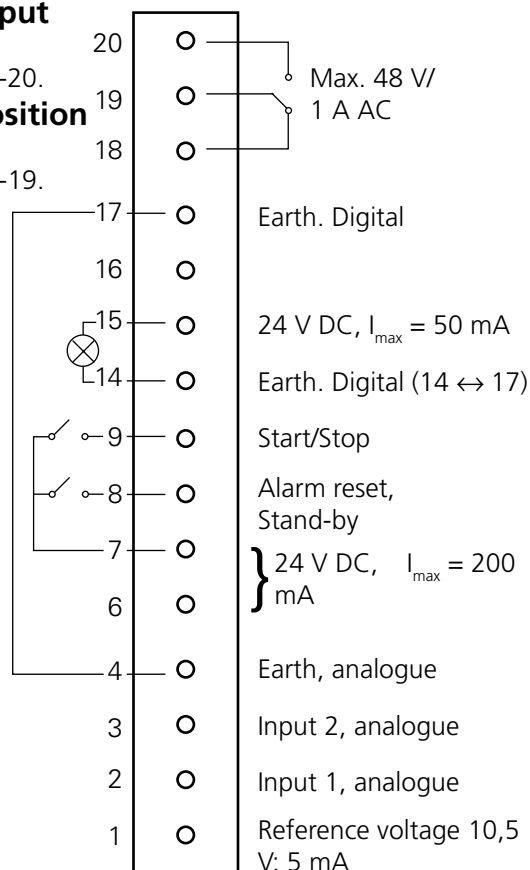 put
-20.
osition
-19.
20
19 Max. 48 V/
18 1 A AC
17 Earth. Digital
16
15 24 V DC, Imax = 50 mA
14 Earth. Digital (14 ↔ 17)
9 Start/Stop
8 Alarm reset,
Stand-by
7 24 V DC, Imax = 200
6 mA
4 Earth, analogue
3 Input 2, analogue
2 Input 1, analogue
1 Reference voltage 10,5
V; 5 mA